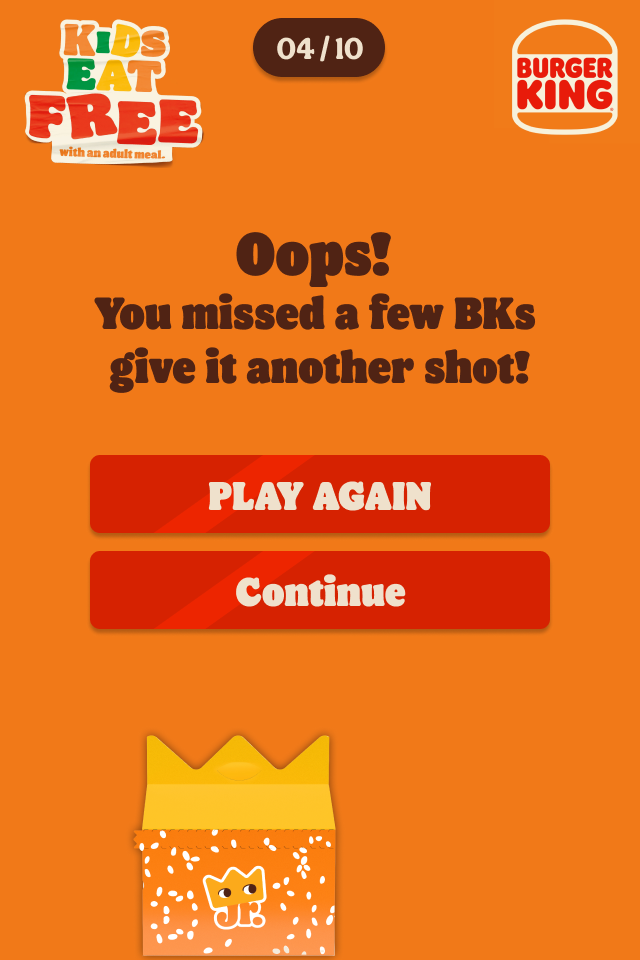 KiDS
EAT
FREE
with an adult meal.
04 / 10
BURGER
KING
Oops!
You missed a few BKs
give it another shot!
PLAY AGAIN
Continue
JR.